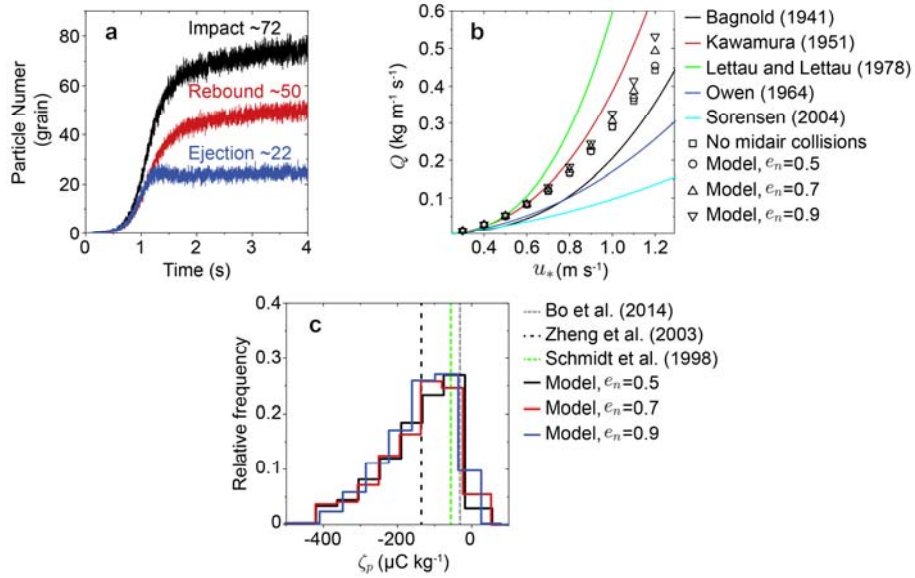 a
Impact ~72
Rebound ~50
Ejection ~22
80
60
40
20
0
0
1
2
3
4
Particle Numer
(grain)
Time (s)
b
0.6
0.5
0.4
0.3
0.2
0.1
0
0.4
0.6
0.8
1.0
1.2
Q (kg m⁻¹ s⁻¹)
u* (m s⁻¹)
Bagnold (1941)
Kawamura (1951)
Lettau and Lettau (1978)
Owen (1964)
Sorensen (2004)
No midair collisions
Model, eₙ=0.5
Model, eₙ=0.7
Model, eₙ=0.9
c
0.4
0.3
0.2
0.1
0
-400
-200
0
Relative frequency
ζₚ (μC kg⁻¹)
Bo et al. (2014)
Zheng et al. (2003)
Schmidt et al. (1998)
Model, eₙ=0.5
Model, eₙ=0.7
Model, eₙ=0.9